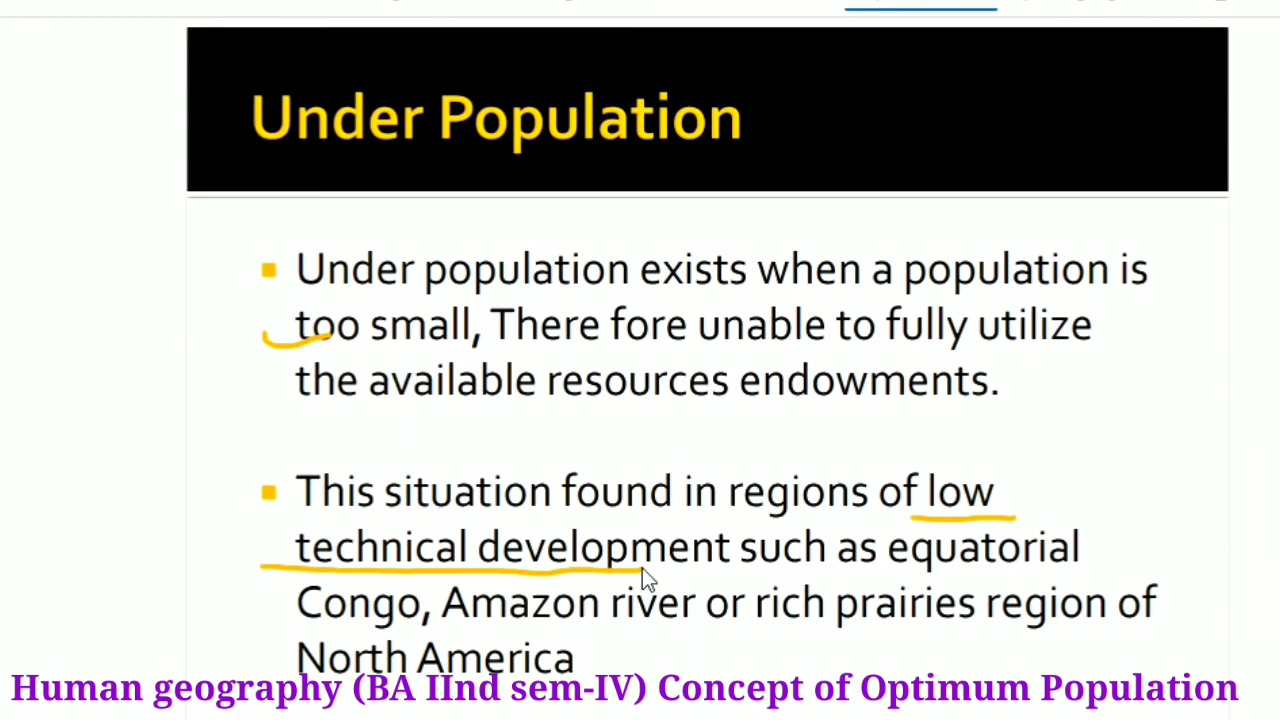 Under Population
Under population exists when a population is
too small, There fore unable to fully utilize
the available resources endowments.
This situation found in regions of low
technical development such as equatorial
Congo, Amazon river or rich prairies region of
North America
Human geography (BA IInd sem-IV) Concept of Optimum Population